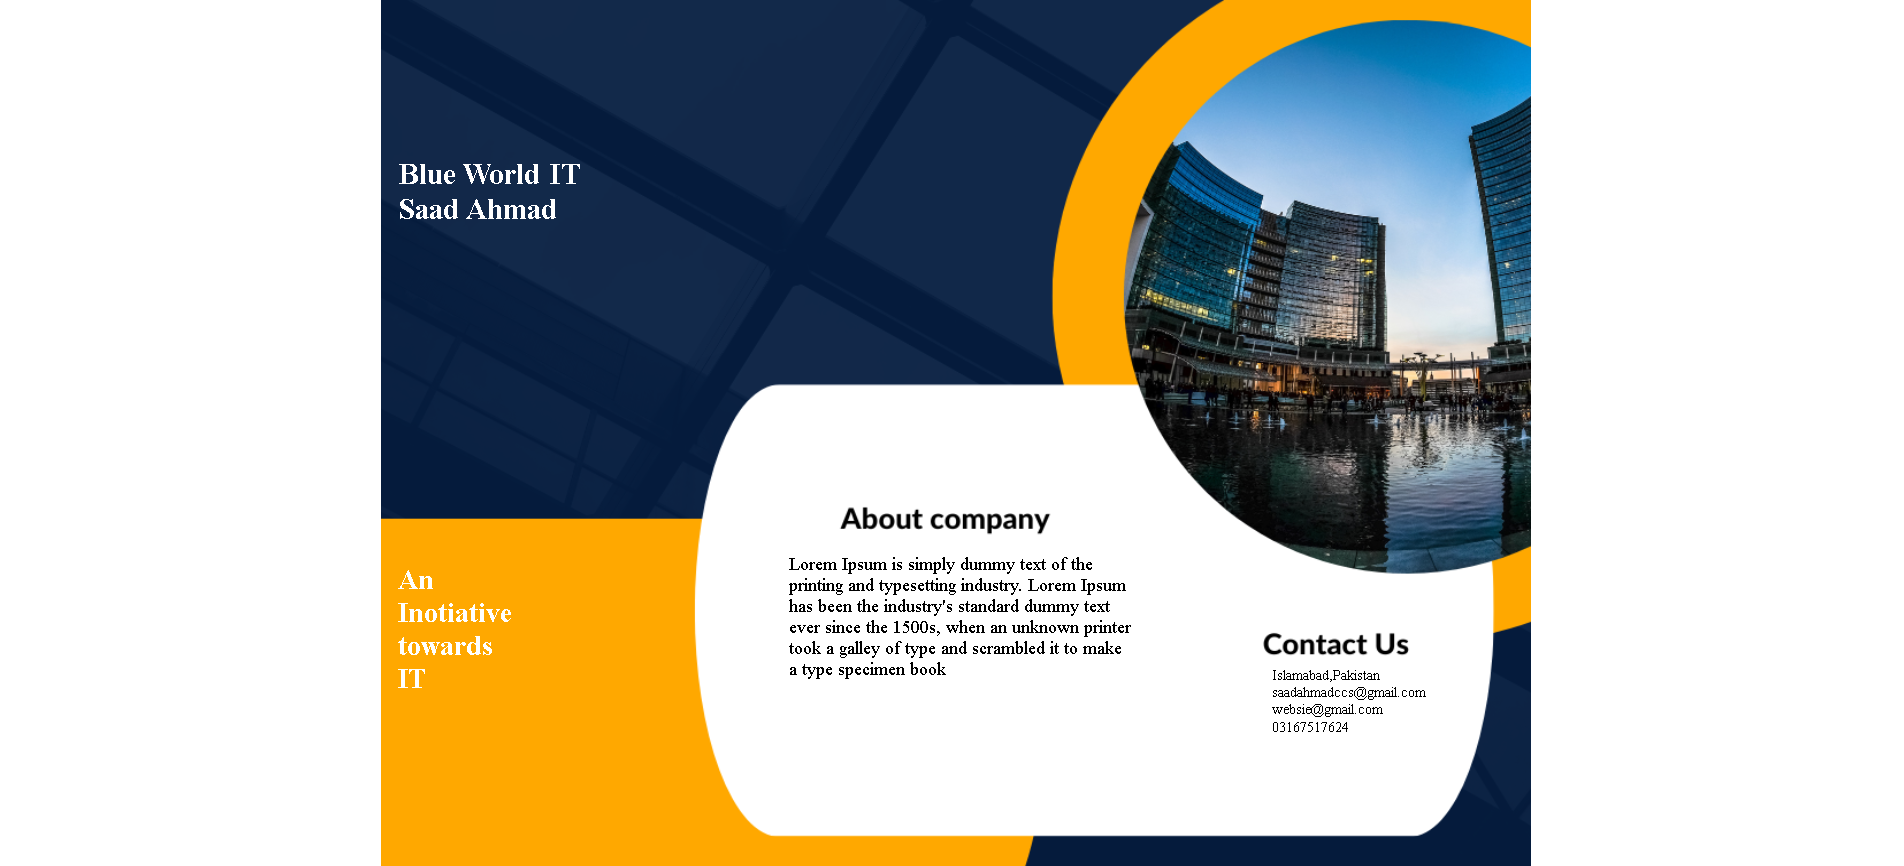 Blue World IT
Saad Ahmad
An
Inotiative
towards
IT
About company
Lorem Ipsum is simply dummy text of the
printing and typesetting industry. Lorem Ipsum
has been the industry's standard dummy text
ever since the 1500s, when an unknown printer
took a galley of type and scrambled it to make
a type specimen book
Contact Us
Islamabad,Pakistan
saadahmadccs@gmail.com
websie@gmail.com
03167517624